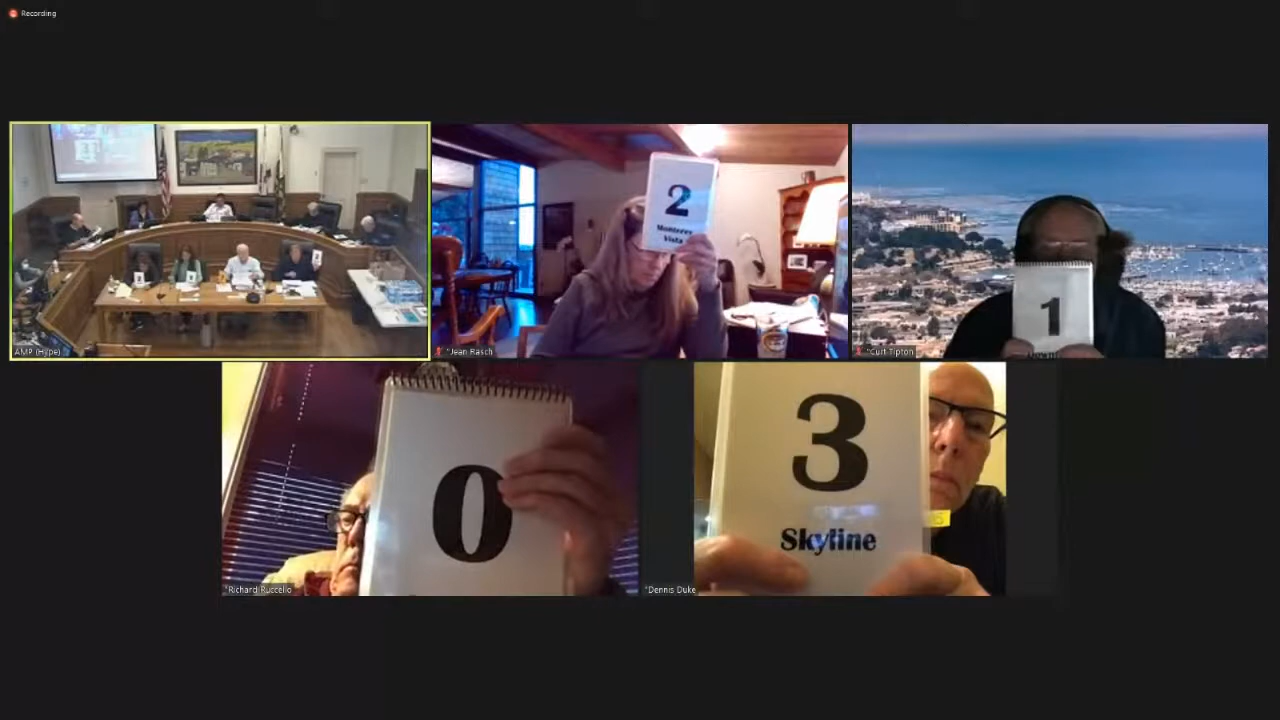 Recording
2
Monterey
Vista
1
AMP (Hype)
*Jean Rasch
*Curt Tipton
0
3
Skyline
*Richard Ruccello
*Dennis Duke